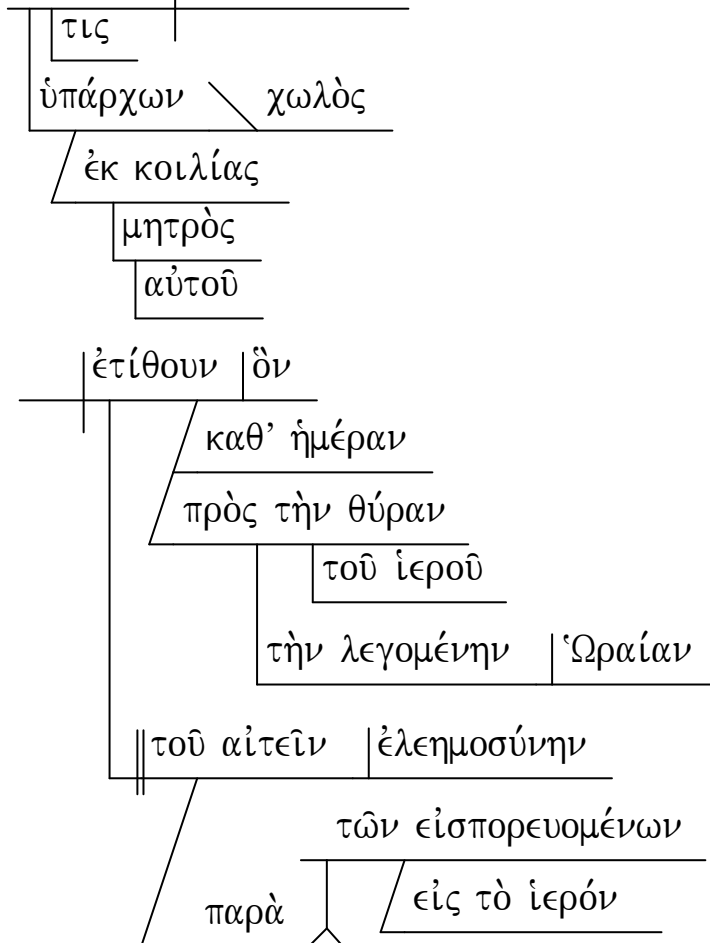 τις
ὑπάρχων χωλὸς
ἐκ κοιλίας
μητρὸς
αὐτοῦ
ἐτίθουν ὃν
καθ’ ἡμέραν
πρὸς τὴν θύραν
τοῦ ἱεροῦ
τὴν λεγομένην Ὡραίαν
τοῦ αἰτεῖν ἐλεημοσύνην
τῶν εἰσπορευομένων
παρὰ εἰς τὸ ἱερόν